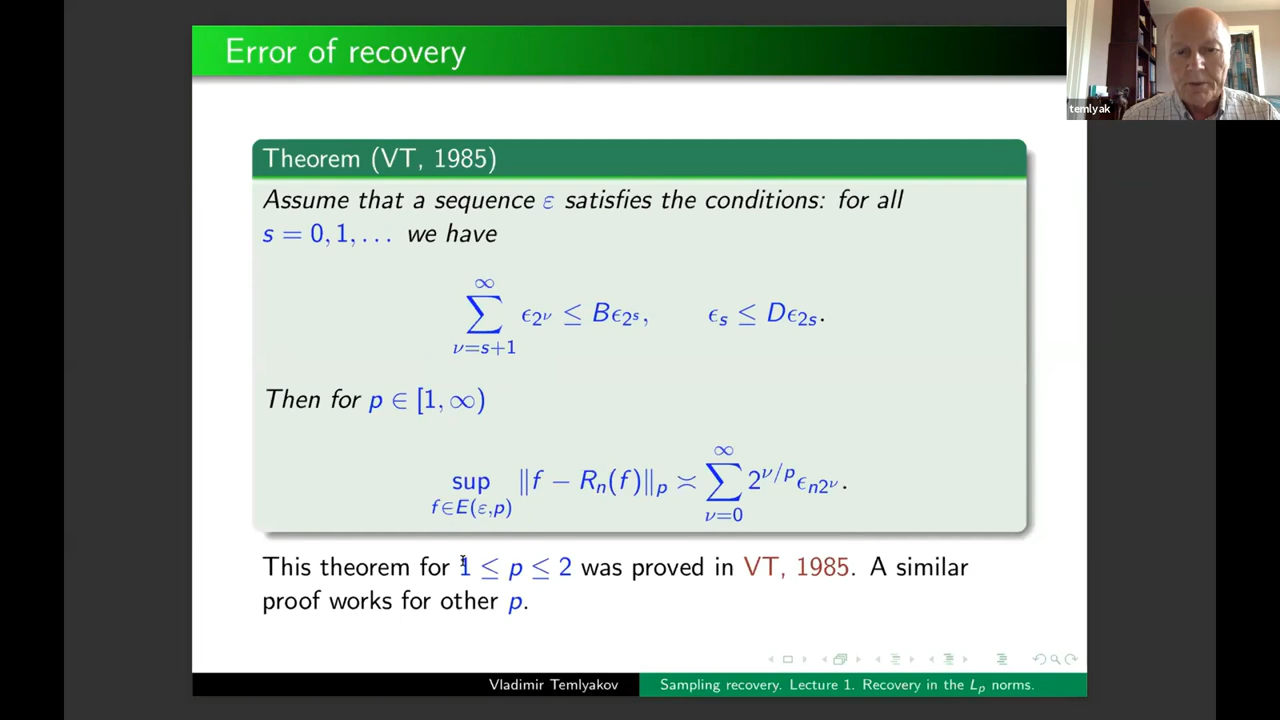 Error of recovery
temlyak
Theorem (VT, 1985)
Assume that a sequence ε satisfies the conditions: for all
s = 0, 1, . . . we have
∑_{ν=s+1}^{∞} ϵ_{2^ν} ≤ Bϵ_{2^s}, ϵ_s ≤ Dϵ_{2s}.
Then for p ∈ [1, ∞)
sup_{f∈E(ε,p)} ‖f − R_n(f)‖_p ≍ ∑_{ν=0}^{∞} 2^{ν/p} ϵ_{n2^ν}.
This theorem for 1 ≤ p ≤ 2 was proved in VT, 1985. A similar
proof works for other p.
Vladimir Temlyakov
Sampling recovery. Lecture 1. Recovery in the L_p norms.